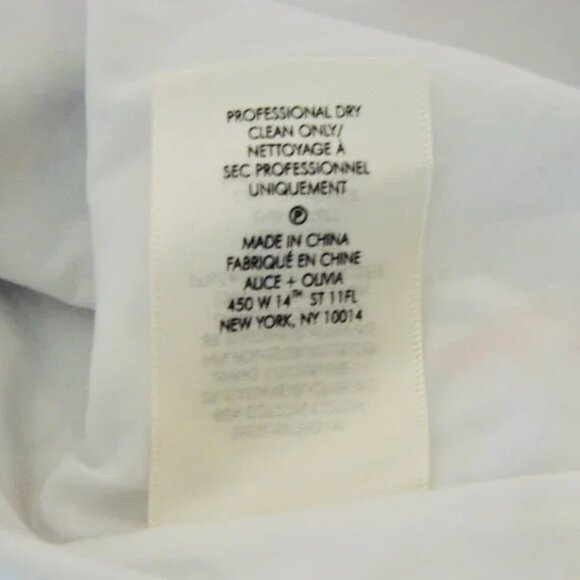 PROFESSIONAL DRY
CLEAN ONLY/
NETTOYAGE À
SEC PROFESSIONNEL
UNIQUEMENT
Ⓟ
MADE IN CHINA
FABRIQUÉ EN CHINE
ALICE + OLIVIA
450 W 14TH ST 11FL
NEW YORK, NY 10014